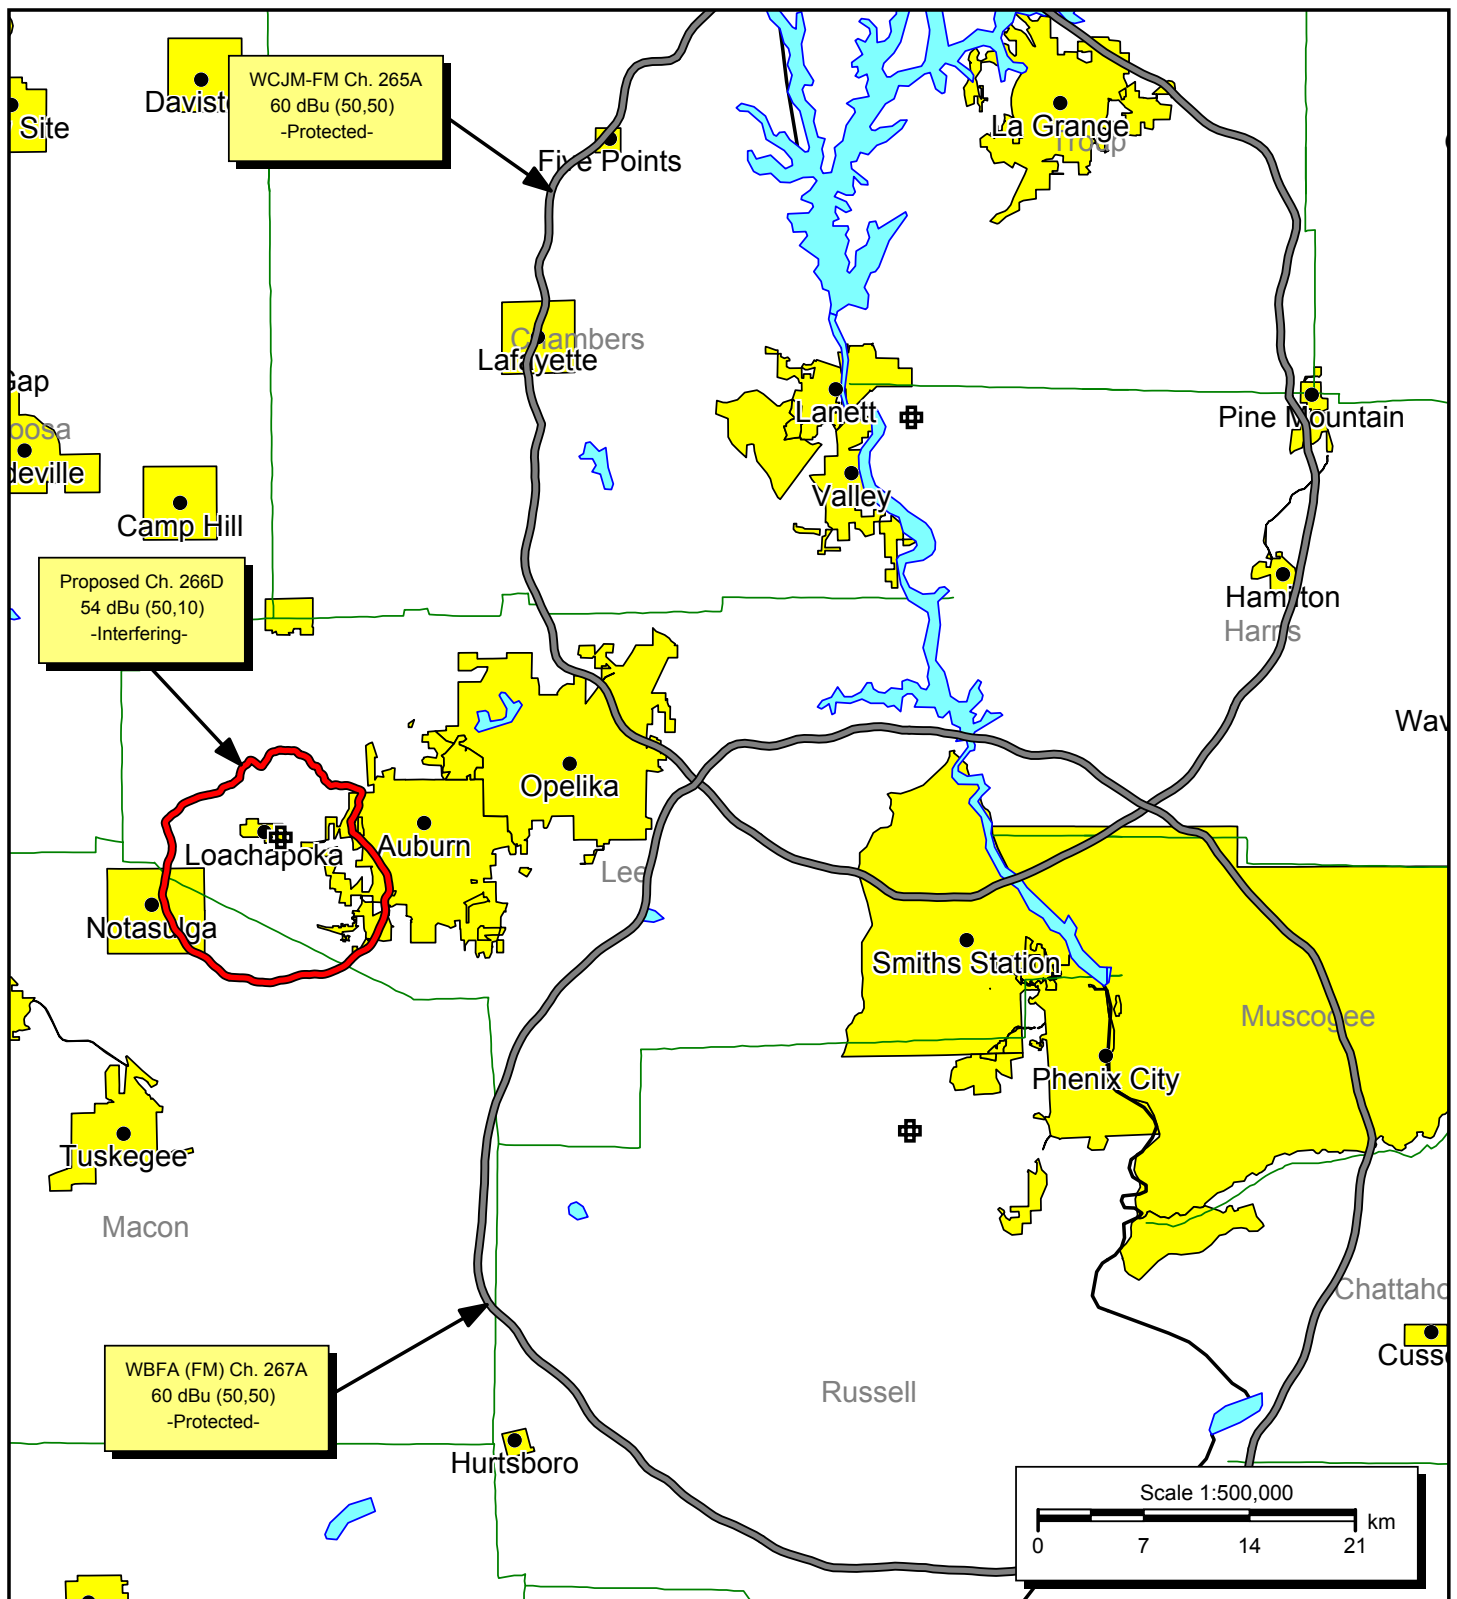 WCJM-FM Ch. 265A
60 dBu (50,50)
-Protected-
Site
Five Points
La Grange
Troup
Chambers
Lafayette
Lanett
Pine Mountain
Valley
Camp Hill
Proposed Ch. 266D
54 dBu (50,10)
-Interfering-
Hamilton
Harris
Opelika
Auburn
Loachapoka
Lee
Notasulga
Smiths Station
Muscogee
Phenix City
Tuskegee
Macon
WBFA (FM) Ch. 267A
60 dBu (50,50)
-Protected-
Russell
Hurtsboro
Scale 1:500,000
km
0 7 14 21